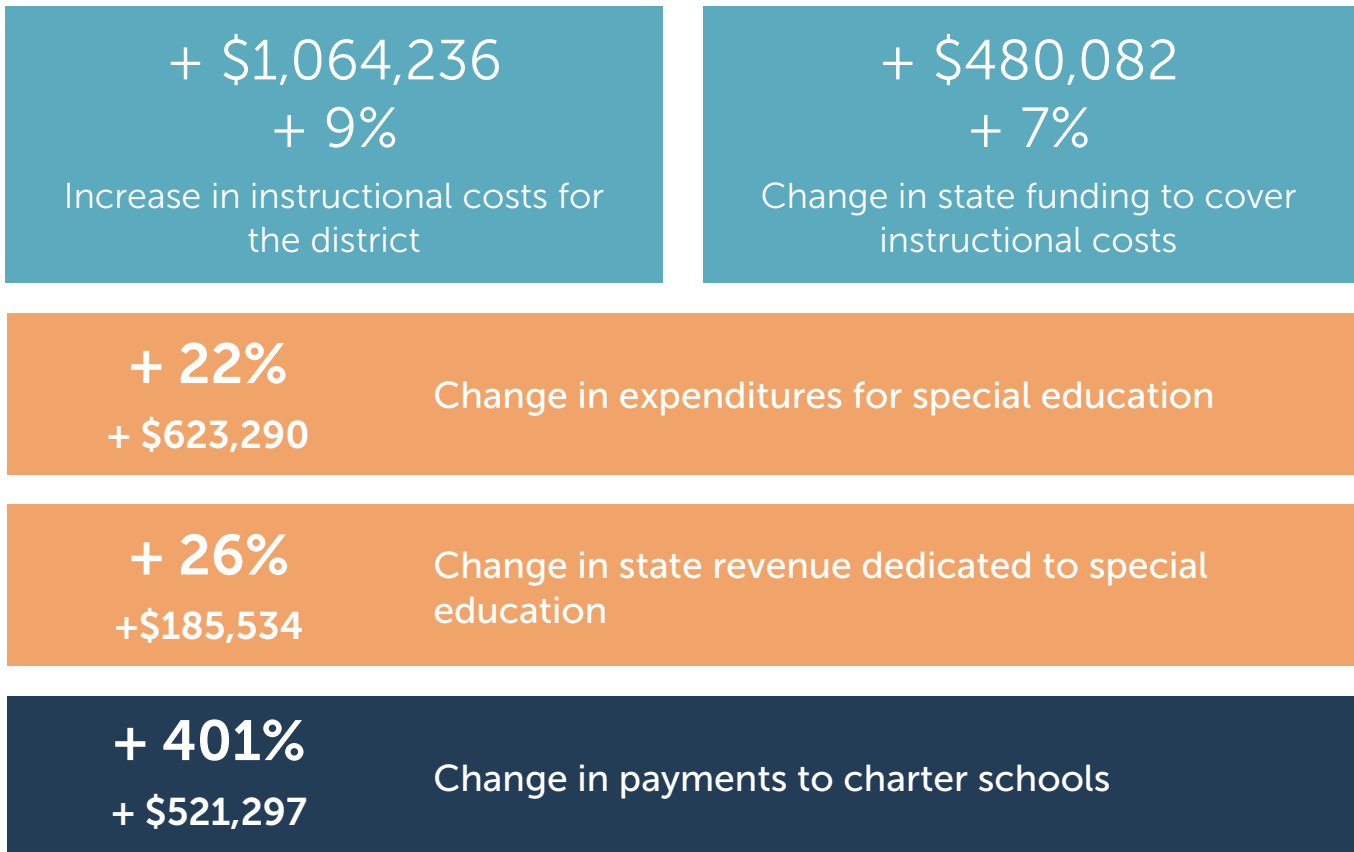 + $1,064,236
+ 9%
Increase in instructional costs for
the district
+ $480,082
+ 7%
Change in state funding to cover
instructional costs
+ 22%
+ $623,290
Change in expenditures for special education
+ 26%
+$185,534
Change in state revenue dedicated to special
education
+ 401%
+ $521,297
Change in payments to charter schools